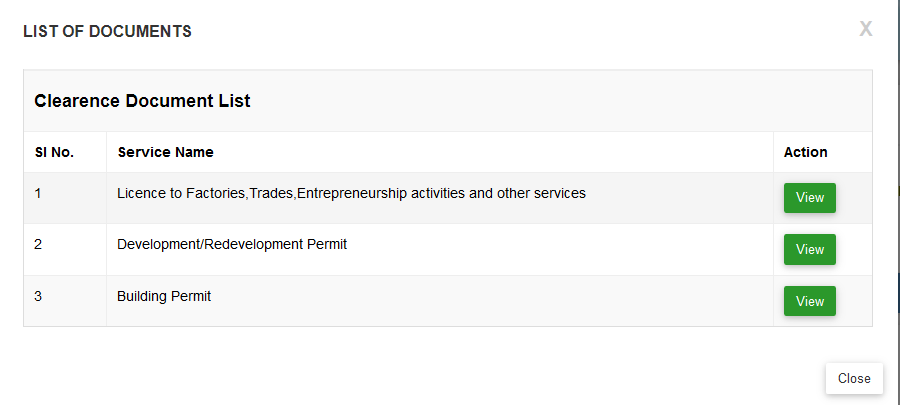 LIST OF DOCUMENTS X
Clearence Document List
Sl No. Service Name Action
1 Licence to Factories,Trades,Entrepreneurship activities and other services View
2 Development/Redevelopment Permit View
3 Building Permit View
Close